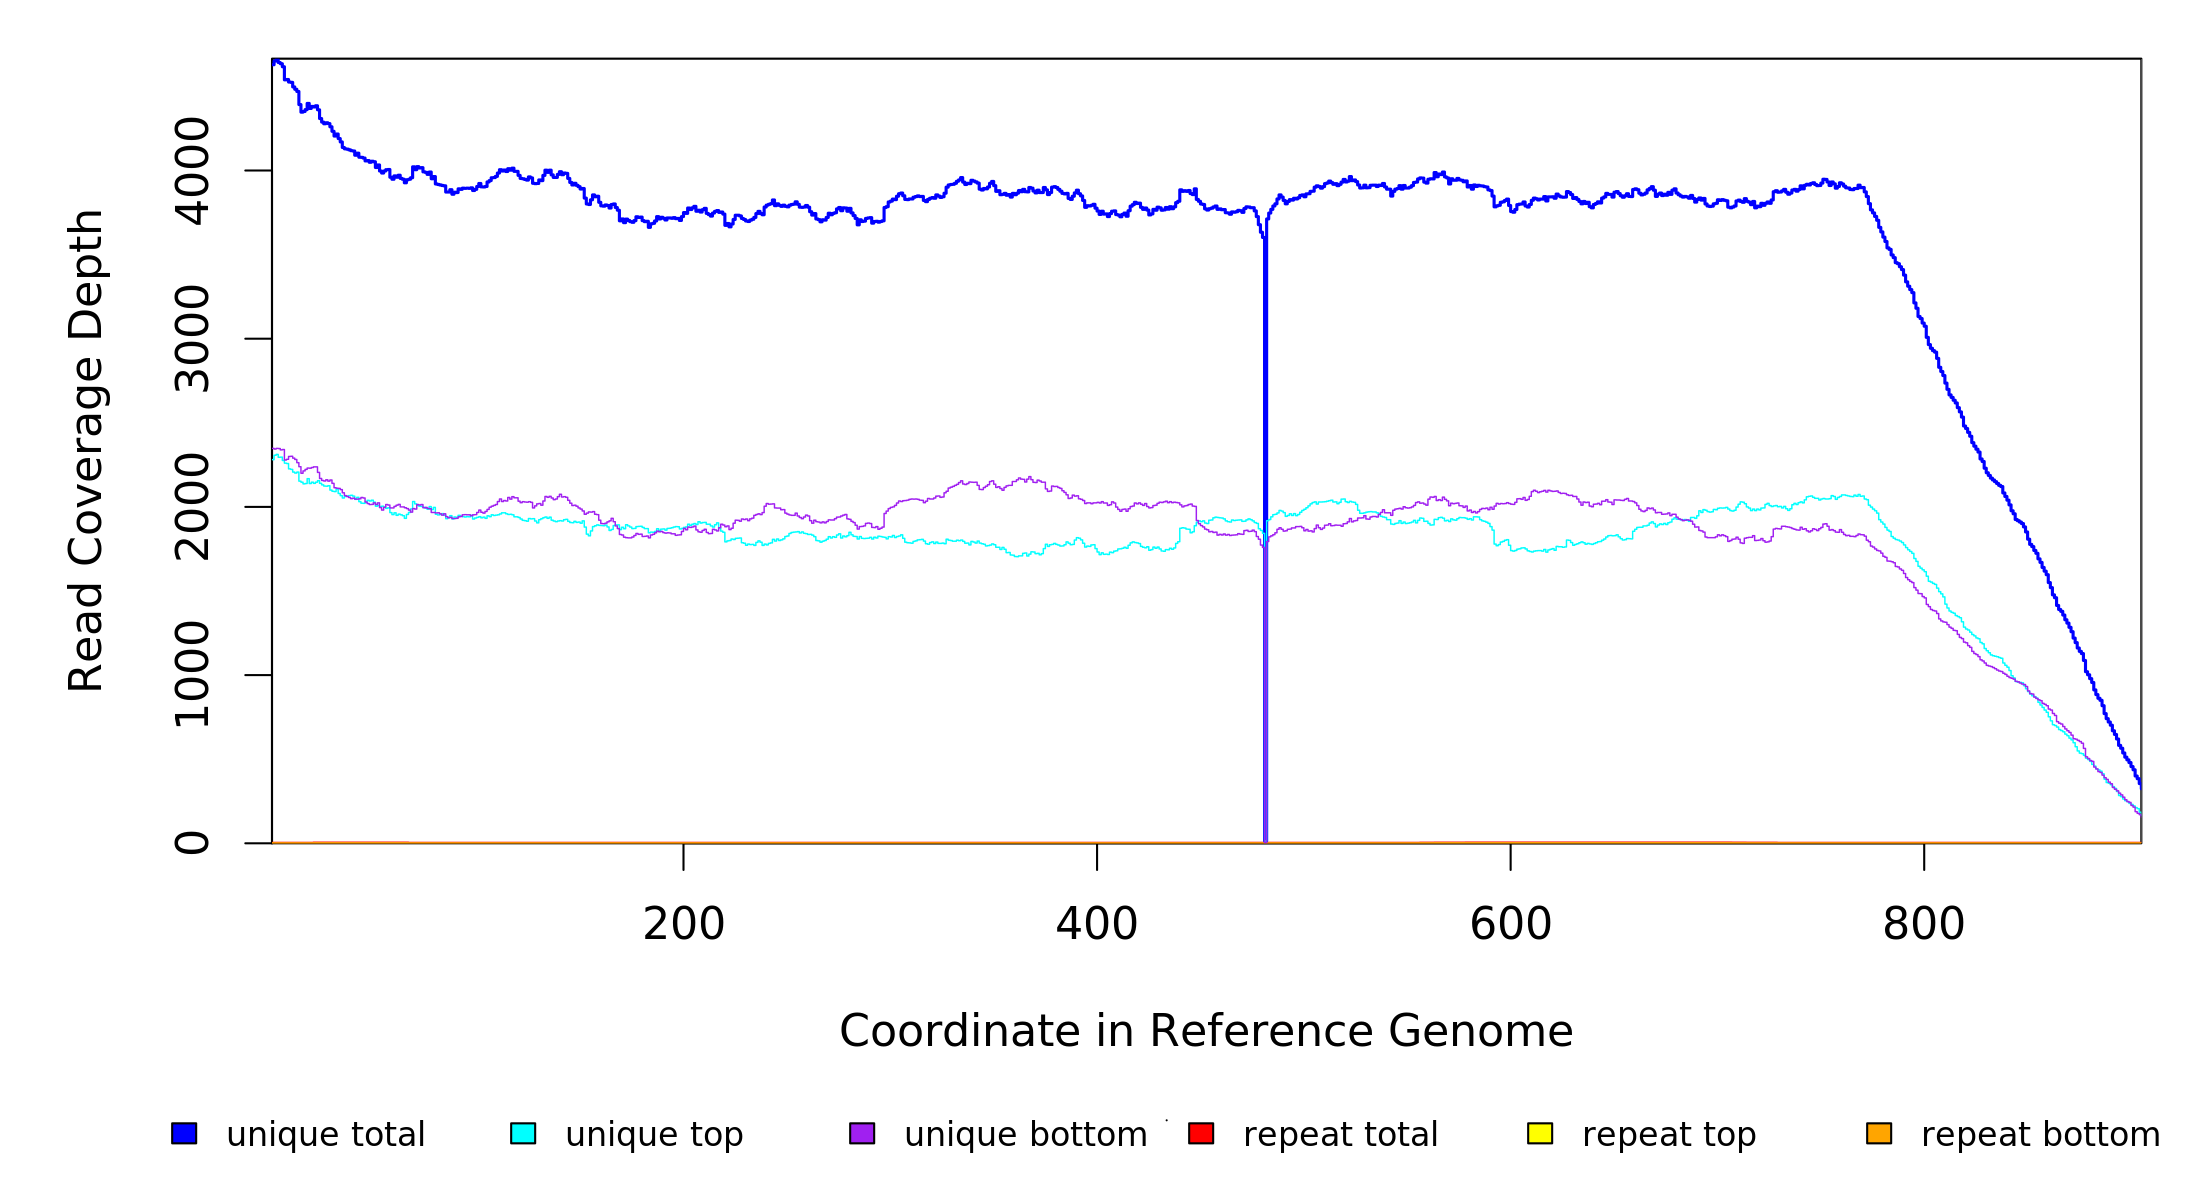 Read Coverage Depth
4000
3000
2000
1000
0
200 400 600 800
Coordinate in Reference Genome
unique total unique top unique bottom repeat total repeat top repeat bottom